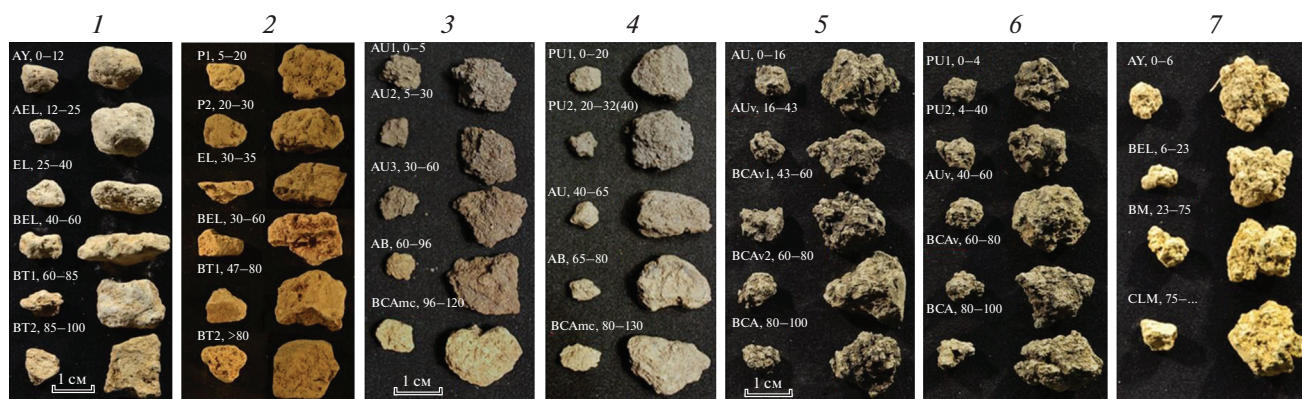 1
AY, 0–12
AEL, 12–25
EL, 25–40
BEL, 40–60
BT1, 60–85
BT2, 85–100
1 см
2
P1, 5–20
P2, 20–30
EL, 30–35
BEL, 30–60
BT1, 47–80
BT2, >80
3
AU1, 0–5
AU2, 5–30
AU3, 30–60
AB, 60–96
BCAmc, 96–120
1 см
4
PU1, 0–20
PU2, 20–32(40)
AU, 40–65
AB, 65–80
BCAmc, 80–130
5
AU, 0–16
AUv, 16–43
BCAv1, 43–60
BCAv2, 60–80
BCA, 80–100
1 см
6
PU1, 0–4
PU2, 4–40
AUv, 40–60
BCAv, 60–80
BCA, 80–100
7
AY, 0–6
BEL, 6–23
BM, 23–75
CLM, 75–...